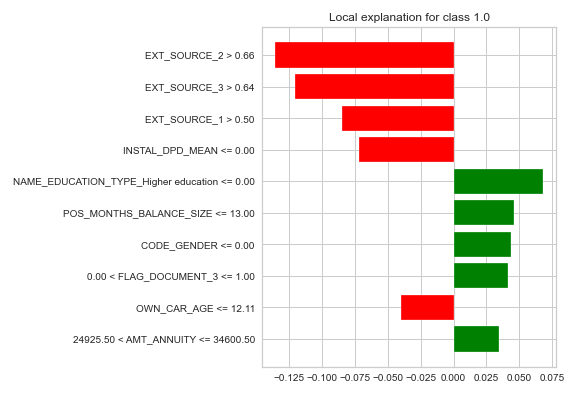 Local explanation for class 1.0
EXT_SOURCE_2 > 0.66
EXT_SOURCE_3 > 0.64
EXT_SOURCE_1 > 0.50
INSTAL_DPD_MEAN <= 0.00
NAME_EDUCATION_TYPE_Higher education <= 0.00
POS_MONTHS_BALANCE_SIZE <= 13.00
CODE_GENDER <= 0.00
0.00 < FLAG_DOCUMENT_3 <= 1.00
OWN_CAR_AGE <= 12.11
24925.50 < AMT_ANNUITY <= 34600.50
−0.125 −0.100 −0.075 −0.050 −0.025 0.000 0.025 0.050 0.075